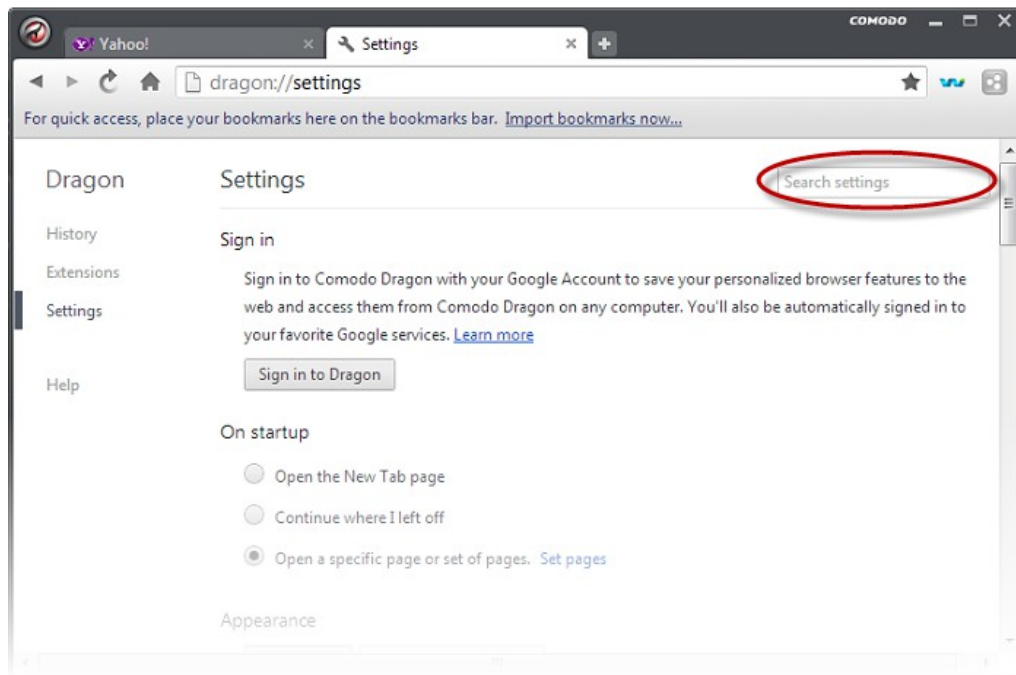 COMODO
Yahoo!
Settings
dragon://settings
For quick access, place your bookmarks here on the bookmarks bar. Import bookmarks now...
Dragon
Settings
Search settings
History
Extensions
Settings
Help
Sign in
Sign in to Comodo Dragon with your Google Account to save your personalized browser features to the
web and access them from Comodo Dragon on any computer. You'll also be automatically signed in to
your favorite Google services. Learn more
Sign in to Dragon
On startup
Open the New Tab page
Continue where I left off
Open a specific page or set of pages. Set pages
Appearance